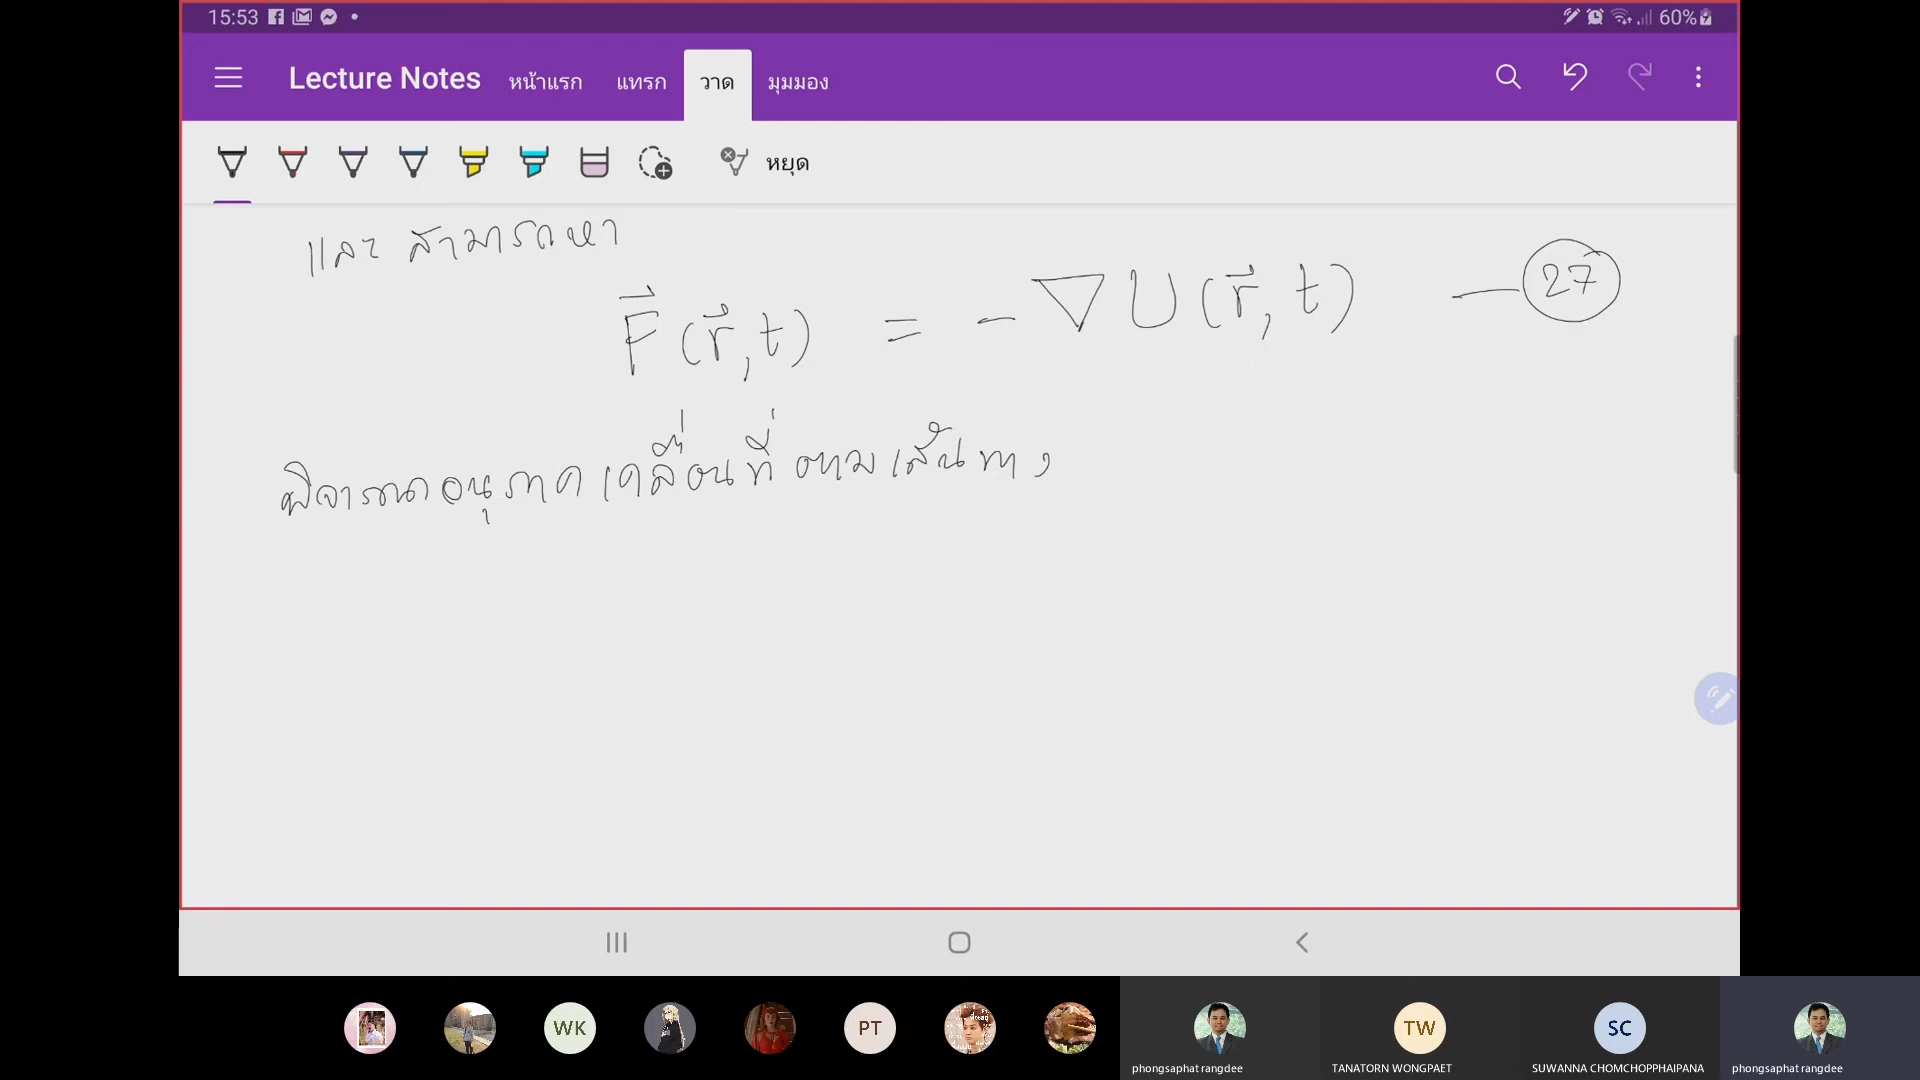 15:53 60%
Lecture Notes หน้าแรก แทรก วาด มุมมอง
หยุด
และ สามารถหา
F⃗(r⃗,t) = - ∇U(r⃗,t) — 27
พิจารณาอนุภาคเคลื่อนที่ตามเส้นทาง
WK PT TW SC
phongsaphat rangdee TANATORN WONGPAET SUWANNA CHOMCHOPPHAIPANA phongsaphat rangdee